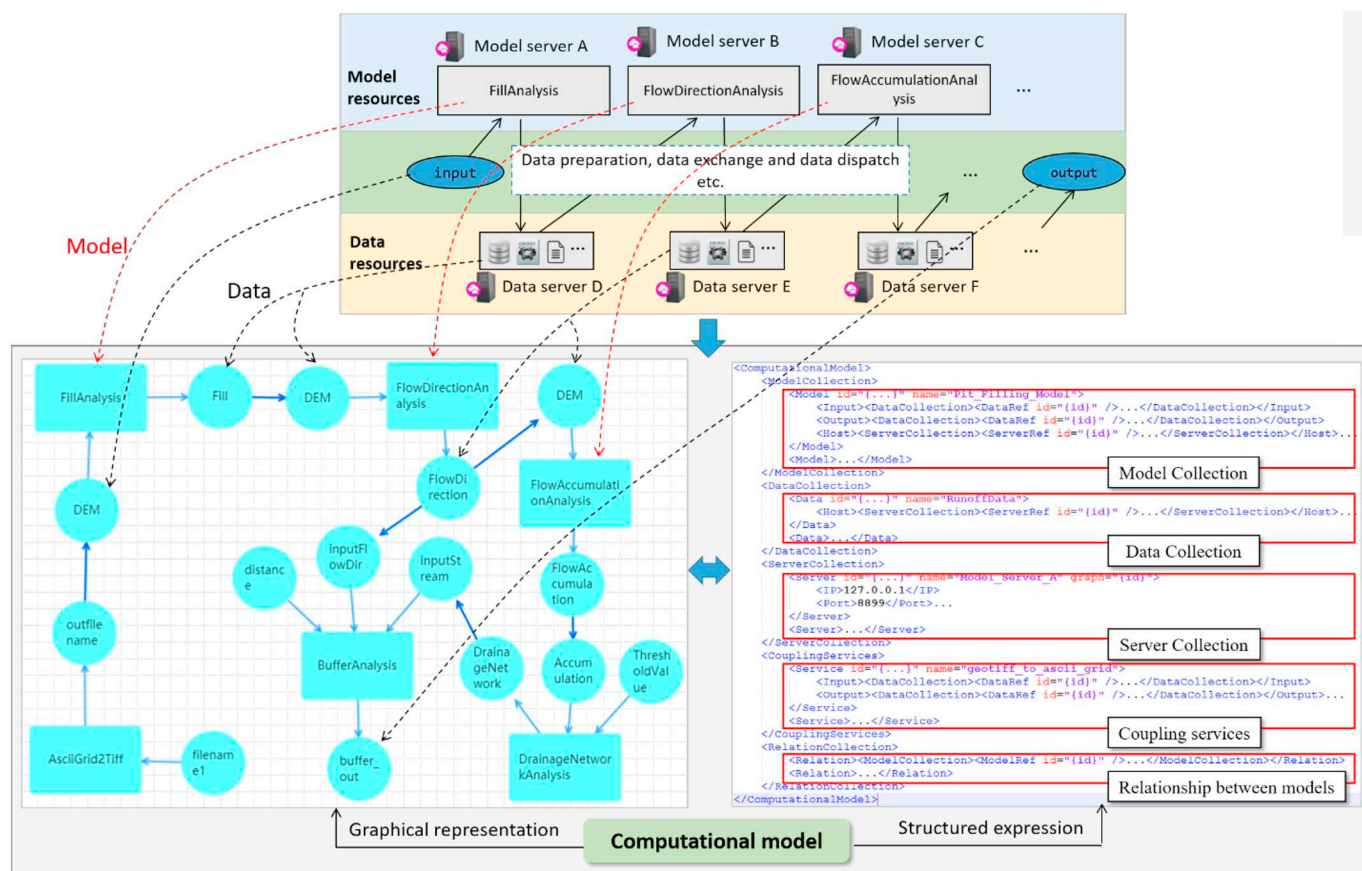 Model server A
Model server B
Model server C
Model
resources
FillAnalysis
FlowDirectionAnalysis
FlowAccumulationAnal
ysis
...
input
Data preparation, data exchange and data dispatch
etc.
...
output
Model
Data
resources
...
...
...
...
Data
Data server D
Data server E
Data server F
FillAnalysis
Fill
DEM
FlowDirectionAn
alysis
DEM
DEM
FlowDi
rection
FlowAccumulati
onAnalysis
distanc
e
InputFl
owDir
InputSt
ream
FlowAc
cumulati
on
outfile
name
BufferAnalysis
Draina
geNet
work
Accum
ulation
Thresh
oldVal
ue
AsciiGrid2Tiff
filenam
e1
buffer_
out
DrainageNetwor
kAnalysis
<ComputationalModel>
<ModelCollection>
<Model id="{...}" name="Pit_Filling_Model">
<Input><DataCollection><DataRef id="{id}" />...</DataCollection></Input>
<Output><DataCollection><DataRef id="{id}" />...</DataCollection></Output>
<Host><ServerCollection><ServerRef id="{id}" />...</ServerCollection></Host>...
</Model>
<Model>...</Model>
</ModelCollection>
Model Collection
<DataCollection>
<Data id="{...}" name="RunoffData">
<Host><ServerCollection><ServerRef id="{id}" />...</ServerCollection></Host>...
</Data>
<Data>...</Data>
</DataCollection>
Data Collection
<ServerCollection>
<Server id="{...}" name="Model_Server_A" graph="{id}">
<IP>127.0.0.1</IP>
<Port>8899</Port>...
</Server>
<Server>...</Server>
</ServerCollection>
Server Collection
<CouplingServices>
<Service id="{...}" name="geotiff_to_ascii_grid">
<Input><DataCollection><DataRef id="{id}" />...</DataCollection></Input>
<Output><DataCollection><DataRef id="{id}" />...</DataCollection></Output>...
</Service>
<Service>...</Service>
</CouplingServices>
Coupling services
<RelationCollection>
<Relation><ModelCollection><ModelRef id="{id}" />...</ModelCollection></Relation>
<Relation>...</Relation>
</RelationCollection>
Relationship between models
</ComputationalModel>
Graphical representation
Computational model
Structured expression